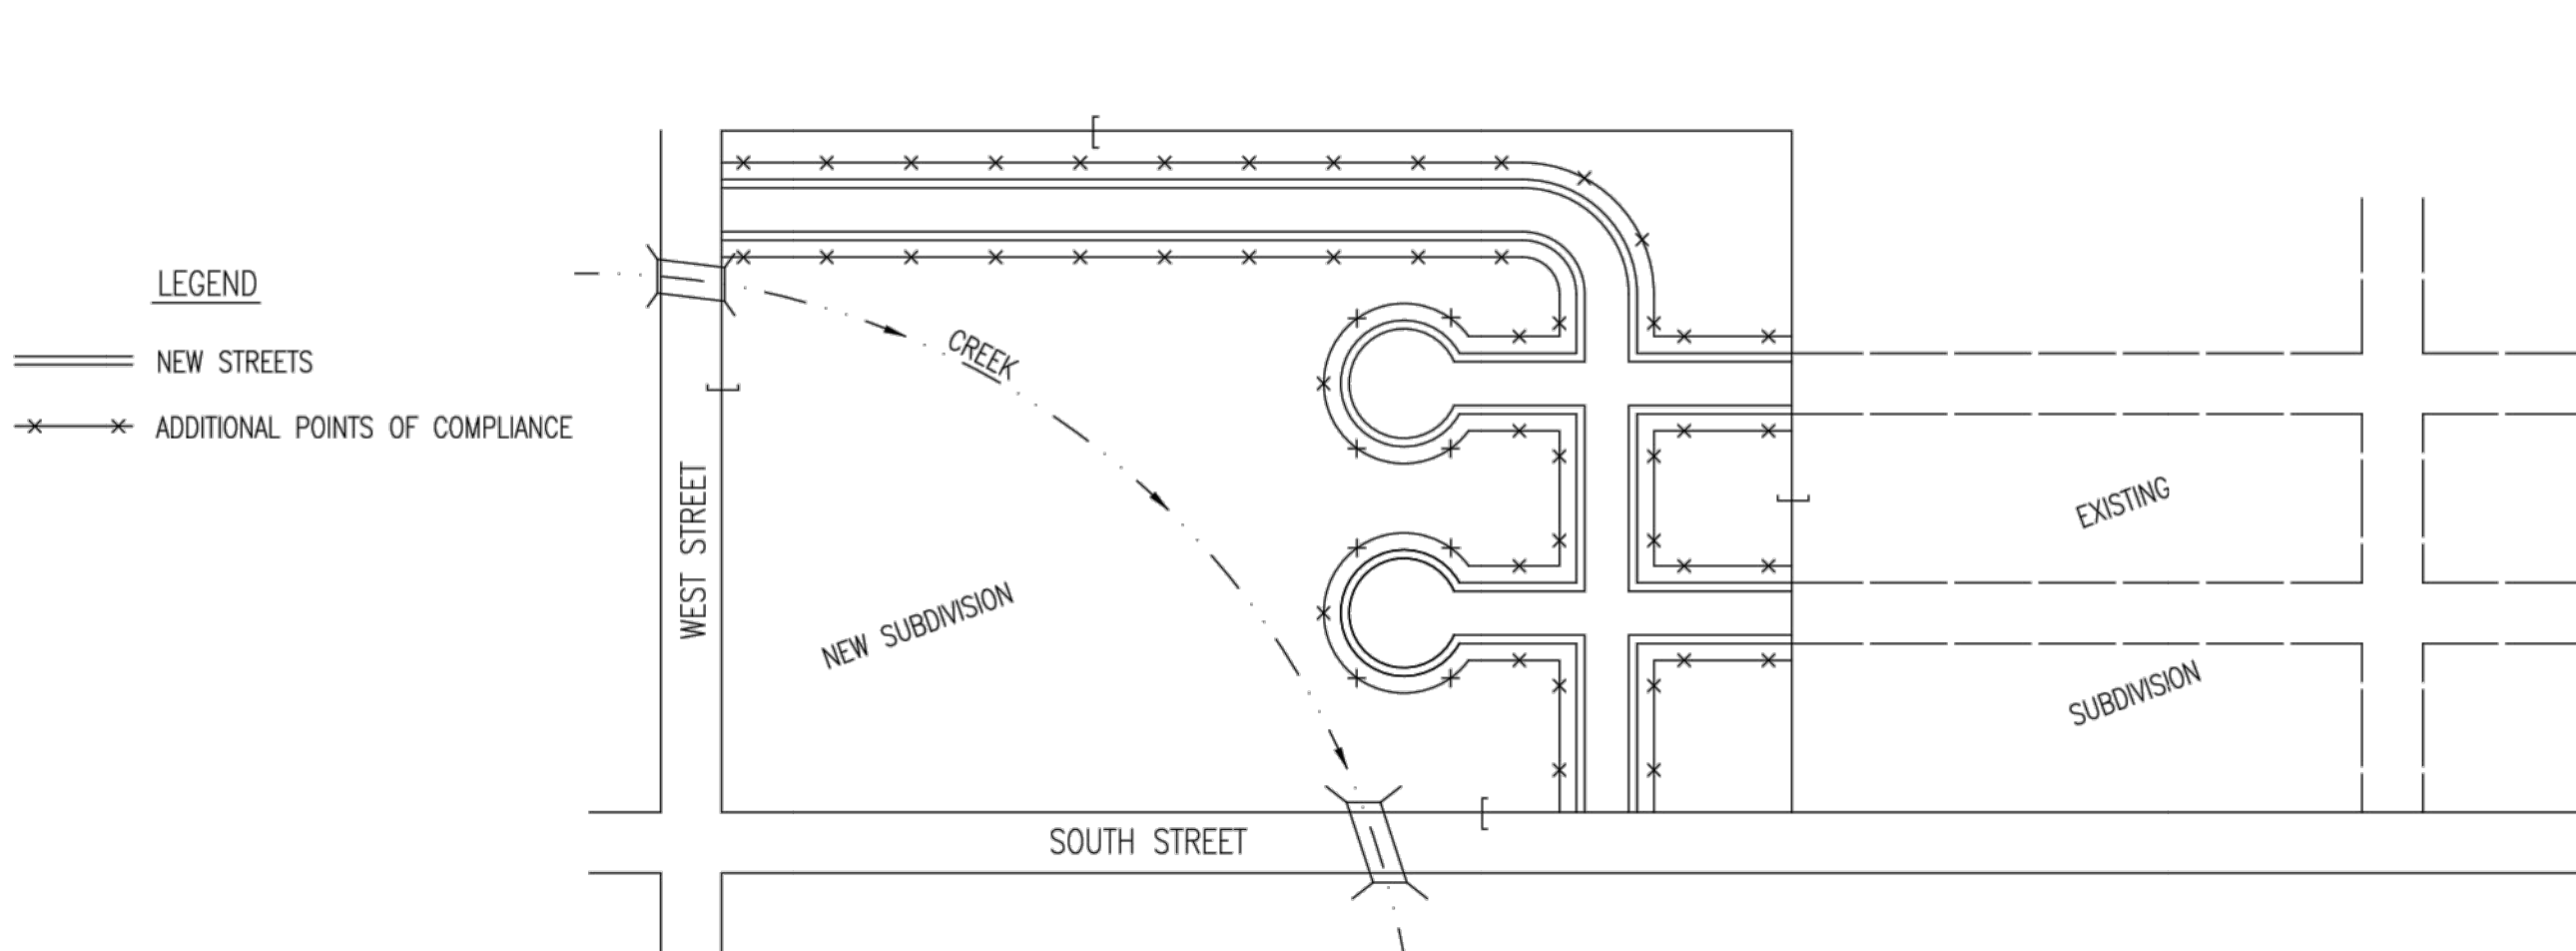 LEGEND
NEW STREETS
ADDITIONAL POINTS OF COMPLIANCE
WEST STREET
CREEK
NEW SUBDIVISION
SOUTH STREET
EXISTING
SUBDIVISION